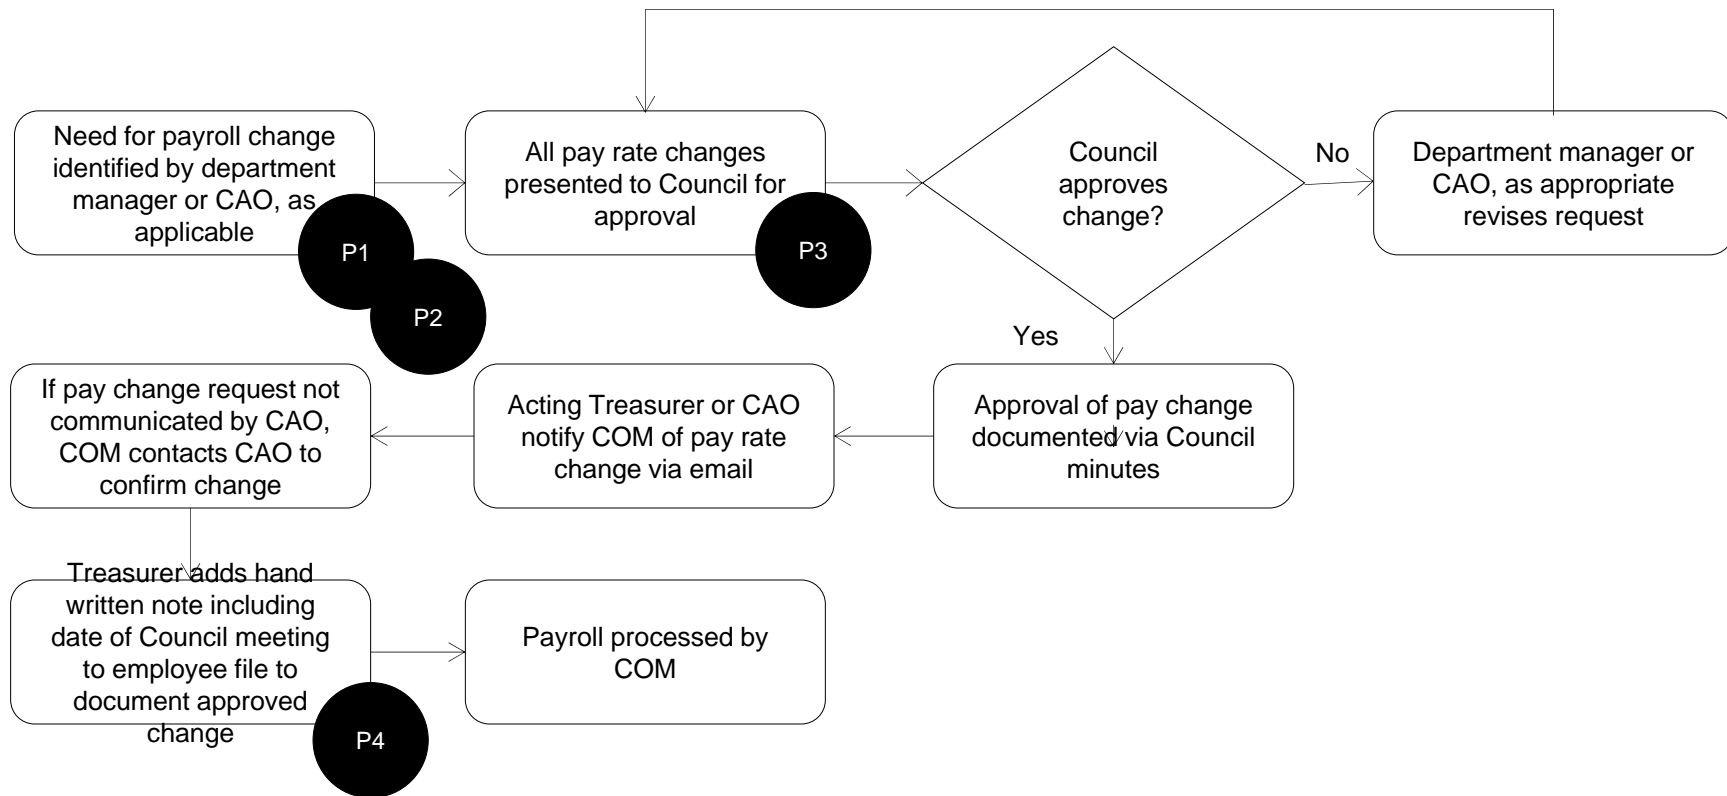 Need for payroll change
identified by department
manager or CAO, as
applicable
P1
P2
All pay rate changes
presented to Council for
approval
P3
Council
approves
change?
No
Department manager or
CAO, as appropriate
revises request
Yes
Approval of pay change
documented via Council
minutes
Acting Treasurer or CAO
notify COM of pay rate
change via email
If pay change request not
communicated by CAO,
COM contacts CAO to
confirm change
Treasurer adds hand
written note including
date of Council meeting
to employee file to
document approved
change
P4
Payroll processed by
COM